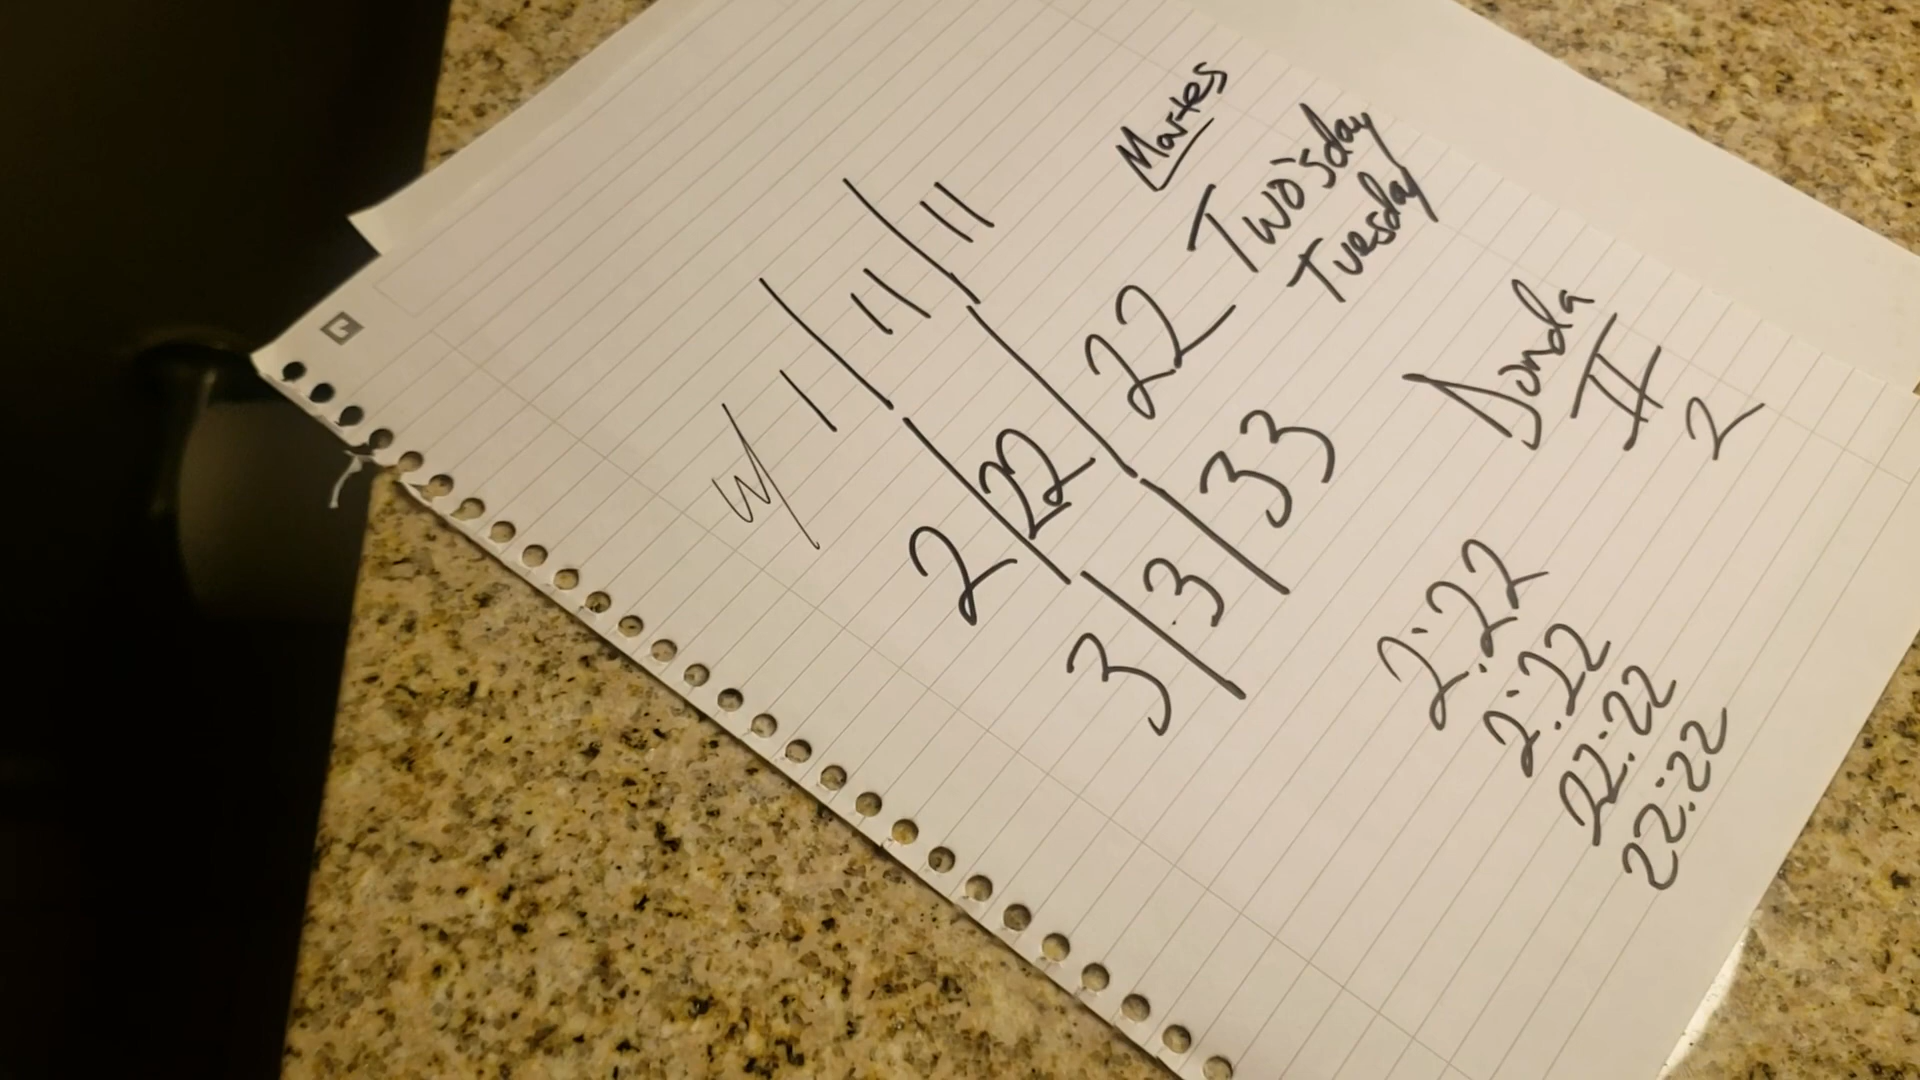 Martes
w/ 1/11/11
2/22/22 Two'sday
Tuesday
3/3/33
Donda
II
2
2:22
2:22
22:22
22:22